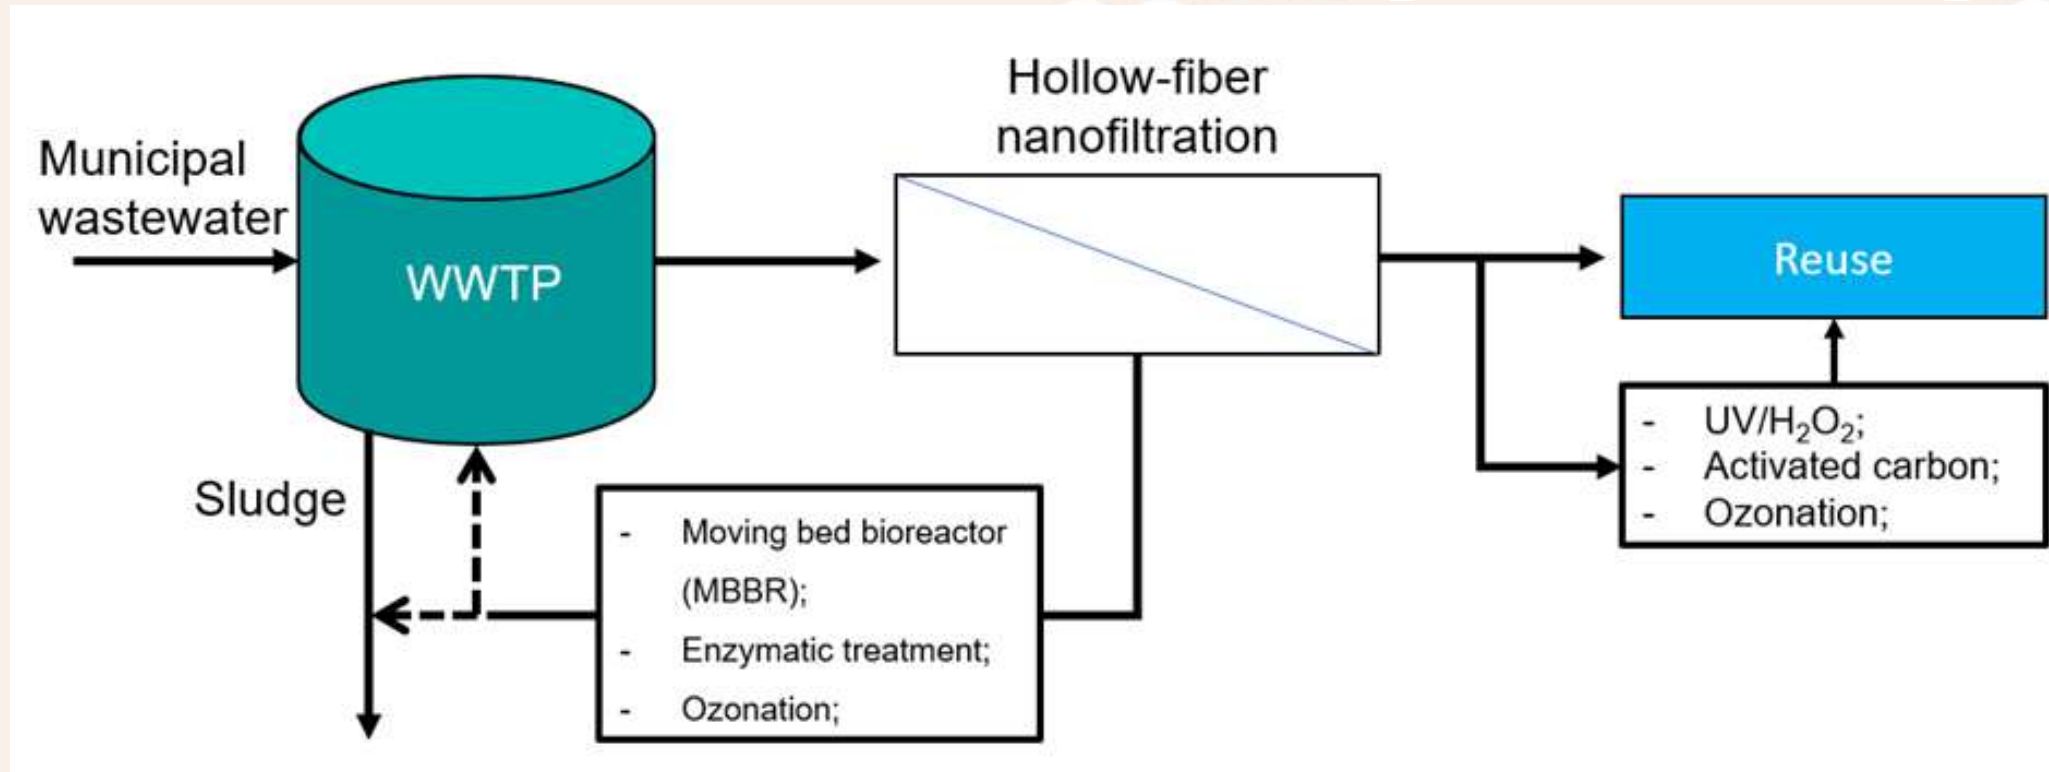 Municipal
wastewater
WWTP
Hollow-fiber
nanofiltration
Reuse
- UV/H₂O₂;
- Activated carbon;
- Ozonation;
Sludge
- Moving bed bioreactor
(MBBR);
- Enzymatic treatment;
- Ozonation;